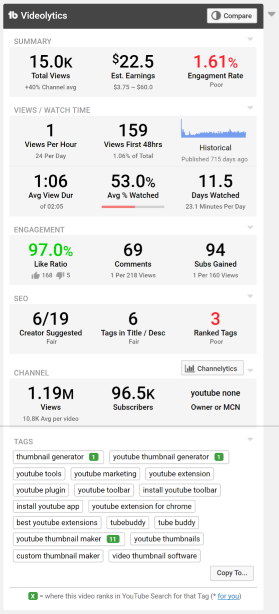 tb Videolytics Compare
SUMMARY
15.0K $22.5 1.61%
Total Views Est. Earnings Engagment Rate
+40% Channel avg $3.75 – $60.0 Poor
VIEWS / WATCH TIME
1 159
Views Per Hour Views First 48hrs Historical
24 Per Day 1.06% of Total Published 715 days ago
1:06 53.0% 11.5
Avg View Dur Avg % Watched Days Watched
of 02:05 23.1 Minutes Per Day
ENGAGEMENT
97.0% 69 94
Like Ratio Comments Subs Gained
168 5 1 Per 218 Views 1 Per 160 Views
SEO
6/19 6 3
Creator Suggested Tags in Title / Desc Ranked Tags
Fair Fair Poor
CHANNEL Channelytics
1.19M 96.5K youtube none
Views Subscribers Owner or MCN
10.8K Avg per video
TAGS
thumbnail generator 1 youtube thumbnail generator 1
youtube tools youtube marketing youtube extension
youtube plugin youtube toolbar install youtube toolbar
install youtube app youtube extension for chrome
best youtube extensions tubebuddy tube buddy
youtube thumbnail maker 11 youtube thumbnails
custom thumbnail maker video thumbnail software
Copy To...
X = where this video ranks in YouTube Search for that Tag (* for you)